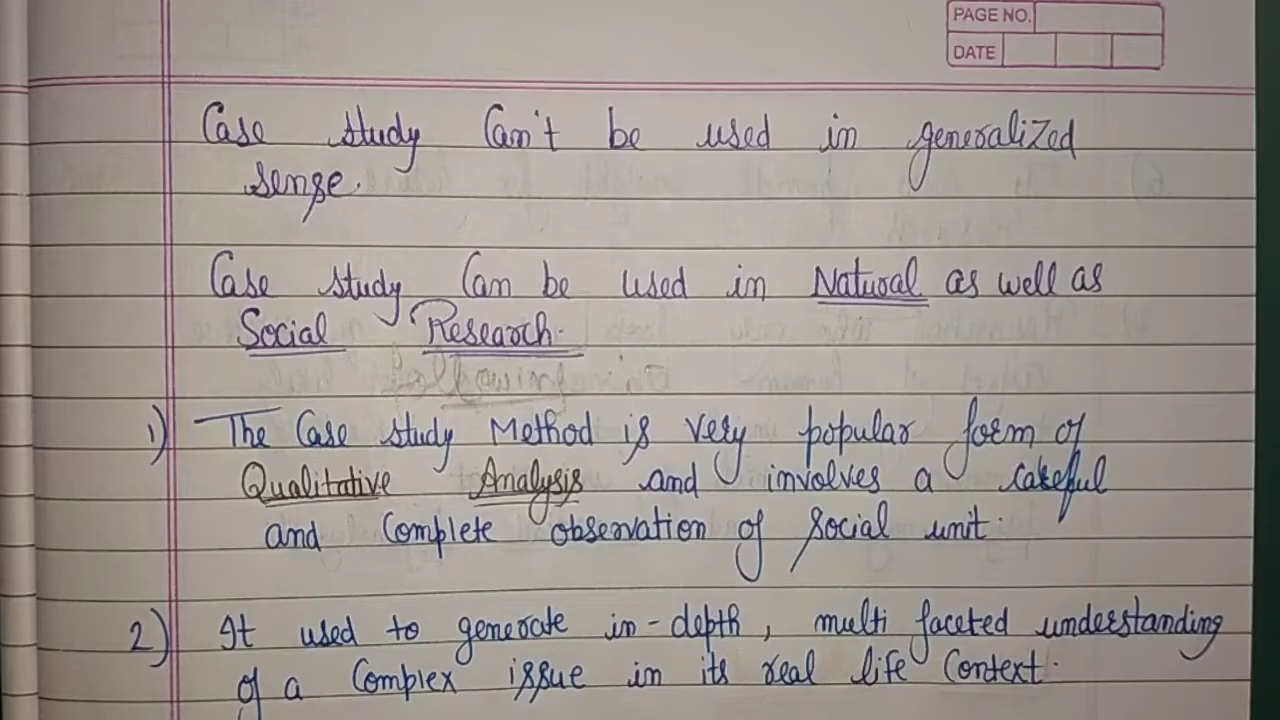 PAGE NO.
DATE
Case study Can't be used in generalized
sense.
Case study Can be used in Natural as well as
Social Research.
following
1) The Case study Method is very popular form of
Qualitative Analysis and involves a careful
and Complete observation of social unit.
2) It used to generate in-depth, multi faceted understanding
of a Complex issue in its real life Context.